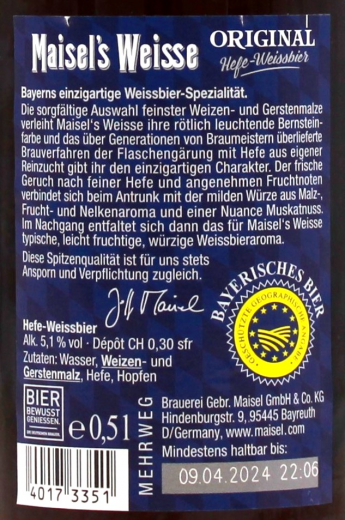 Maisel's Weisse
ORIGINAL
Hefe-Weissbier
Bayerns einzigartige Weissbier-Spezialität.
Die sorgfältige Auswahl feinster Weizen- und Gerstenmalze
verleiht Maisel's Weisse ihre rötlich leuchtende Bernstein-
farbe und das über Generationen von Braumeistern überlieferte
Brauverfahren der Flaschengärung mit Hefe aus eigener
Reinzucht gibt ihr den einzigartigen Charakter. Der frische
Geruch nach feiner Hefe und angenehmen Fruchtnoten
verbindet sich beim Antrunk mit der milden Würze aus Malz-,
Frucht- und Nelkenaroma und einer Nuance Muskatnuss.
Im Nachgang entfaltet sich dann das für Maisel's Weisse
typische, leicht fruchtige, würzige Weissbieraroma.
Diese Spitzenqualität ist für uns stets
Ansporn und Verpflichtung zugleich.
Jeff Maisel
BAYERISCHES BIER
GESCHÜTZTE GEOGRAFISCHE ANGABE
Hefe-Weissbier
Alk. 5,1 % vol · Dépôt CH 0,30 sfr
Zutaten: Wasser, Weizen- und
Gerstenmalz, Hefe, Hopfen
BIER
BEWUSST
GENIESSEN.
DIE DEUTSCHEN BRAUER
e 0,5 l
MEHRWEG
Brauerei Gebr. Maisel GmbH & Co. KG
Hindenburgstr. 9, 95445 Bayreuth
D/Germany, www.maisel.com
Mindestens haltbar bis:
09.04.2024 22:06
4017 3351